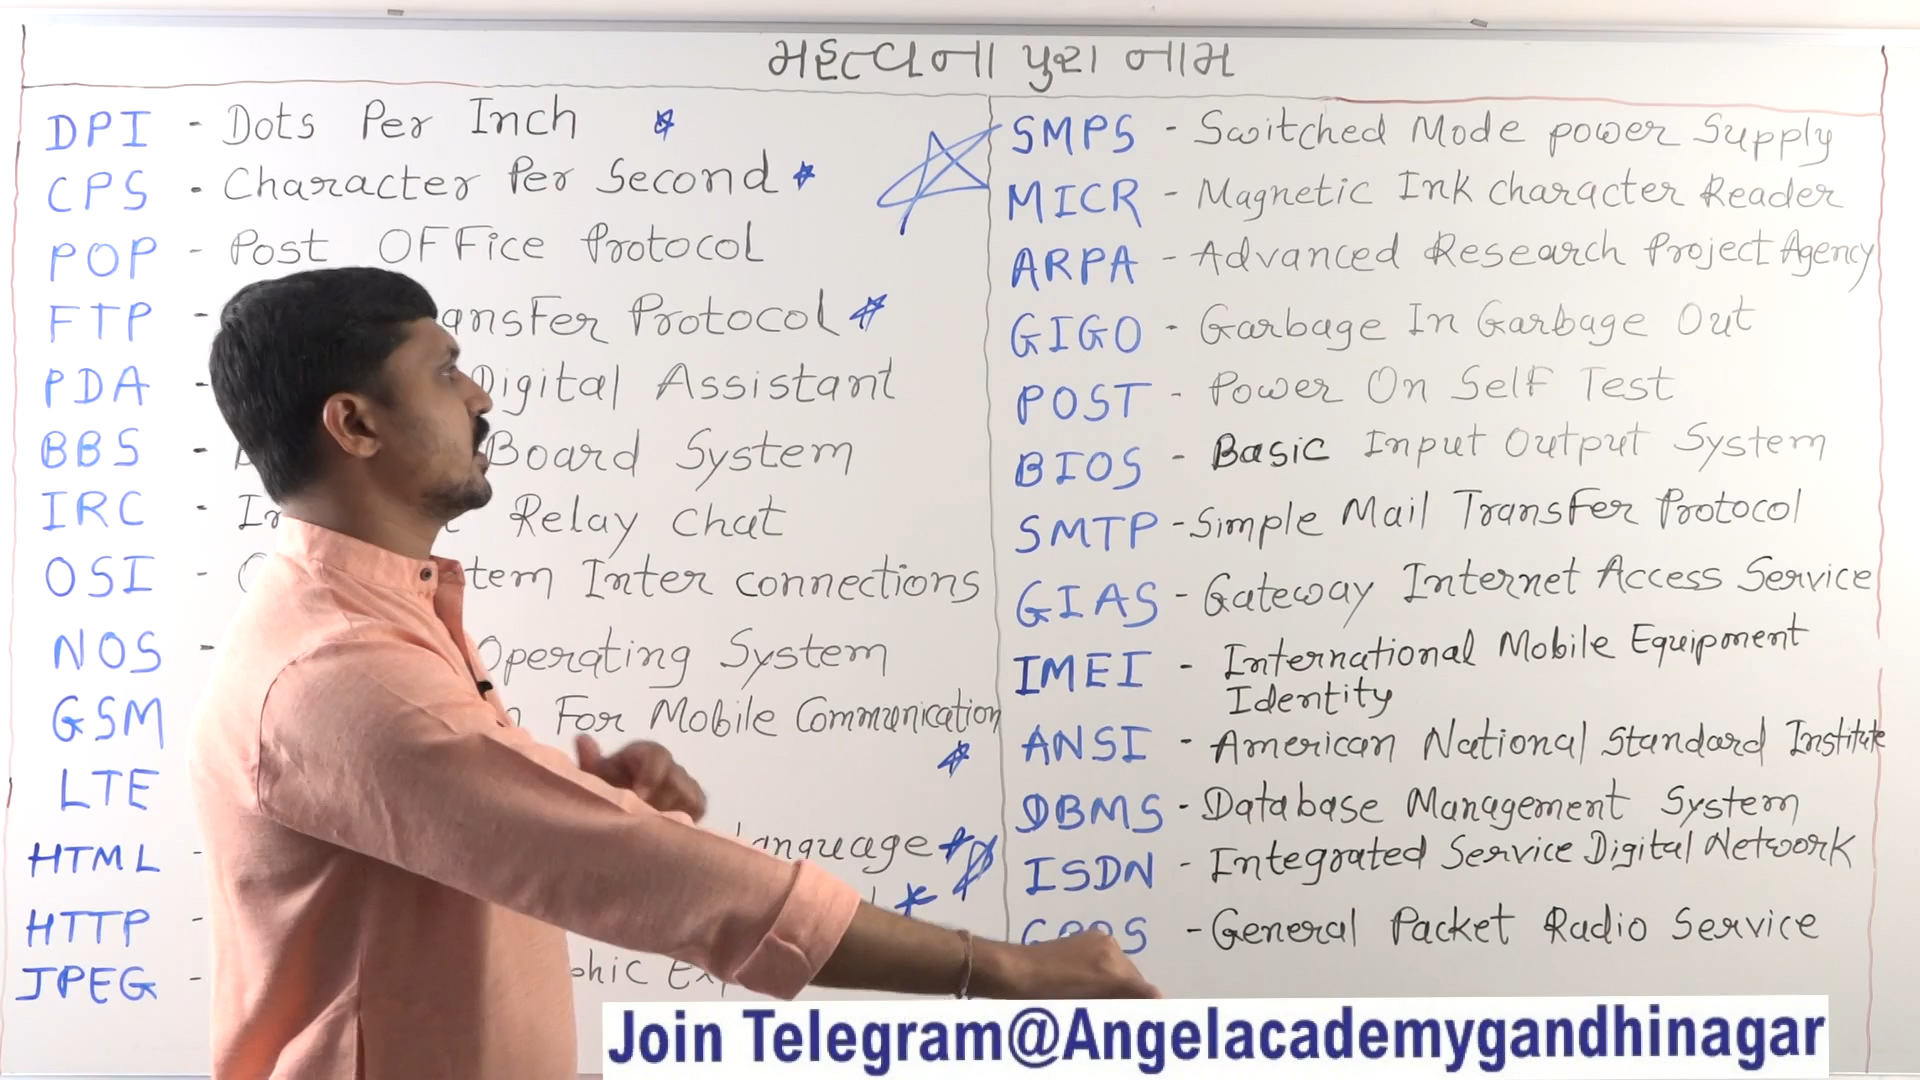 મહત્વના પુરા નામ
DPI - Dots Per Inch
CPS - Character Per Second
POP - Post Office Protocol
FTP - ansfer Protocol
PDA - Digital Assistant
BBS - Board System
IRC - In Relay Chat
OSI - tem Inter connections
NOS - Operating System
GSM For Mobile Communication
LTE
HTML - anguage
HTTP -
JPEG - phic Ex
SMPS - Switched Mode power Supply
MICR - Magnetic Ink character Reader
ARPA - Advanced Research Project Agency
GIGO - Garbage In Garbage Out
POST - Power On Self Test
BIOS - Basic Input Output System
SMTP - Simple Mail Transfer Protocol
GIAS - Gateway Internet Access Service
IMEI - International Mobile Equipment
Identity
ANSI - American National Standard Institute
DBMS - Database Management System
ISDN - Integrated Service Digital Network
GPRS - General Packet Radio Service
Join Telegram@Angelacademygandhinagar